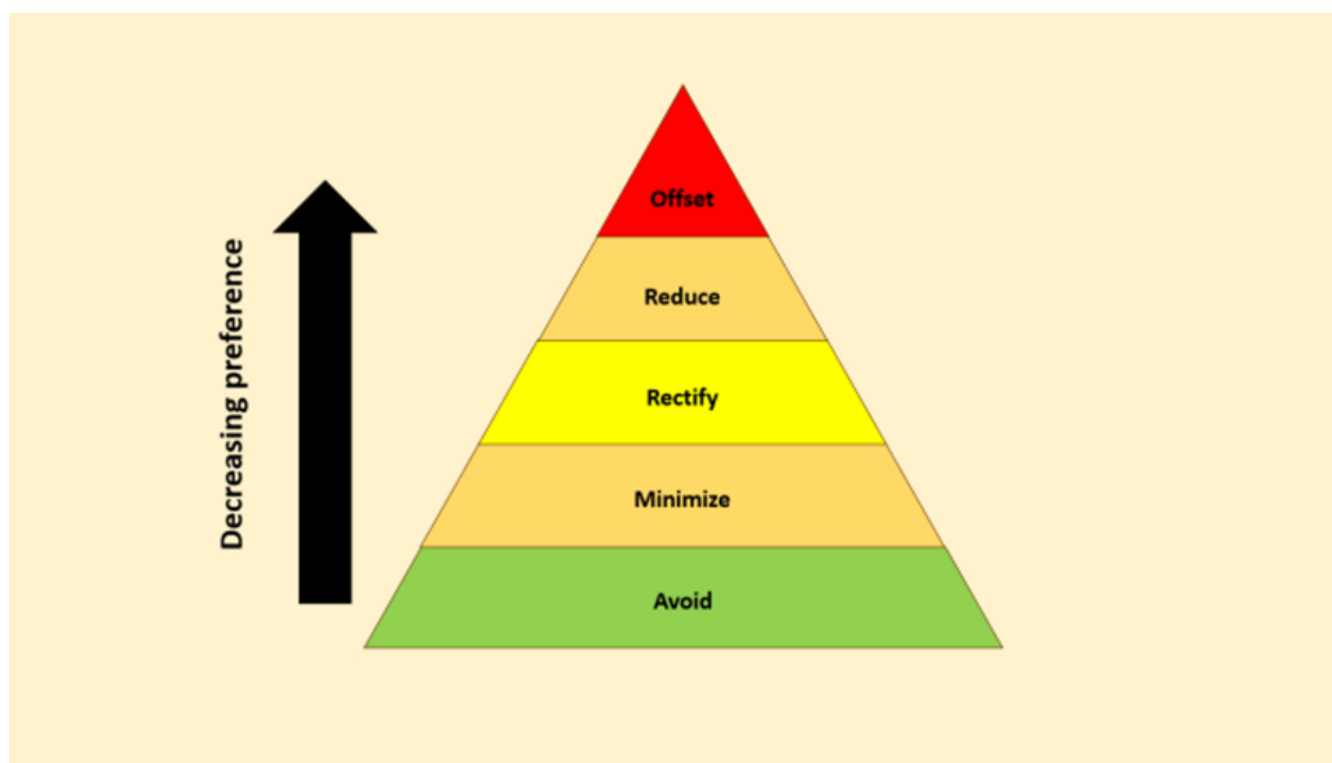 Decreasing preference
Offset
Reduce
Rectify
Minimize
Avoid